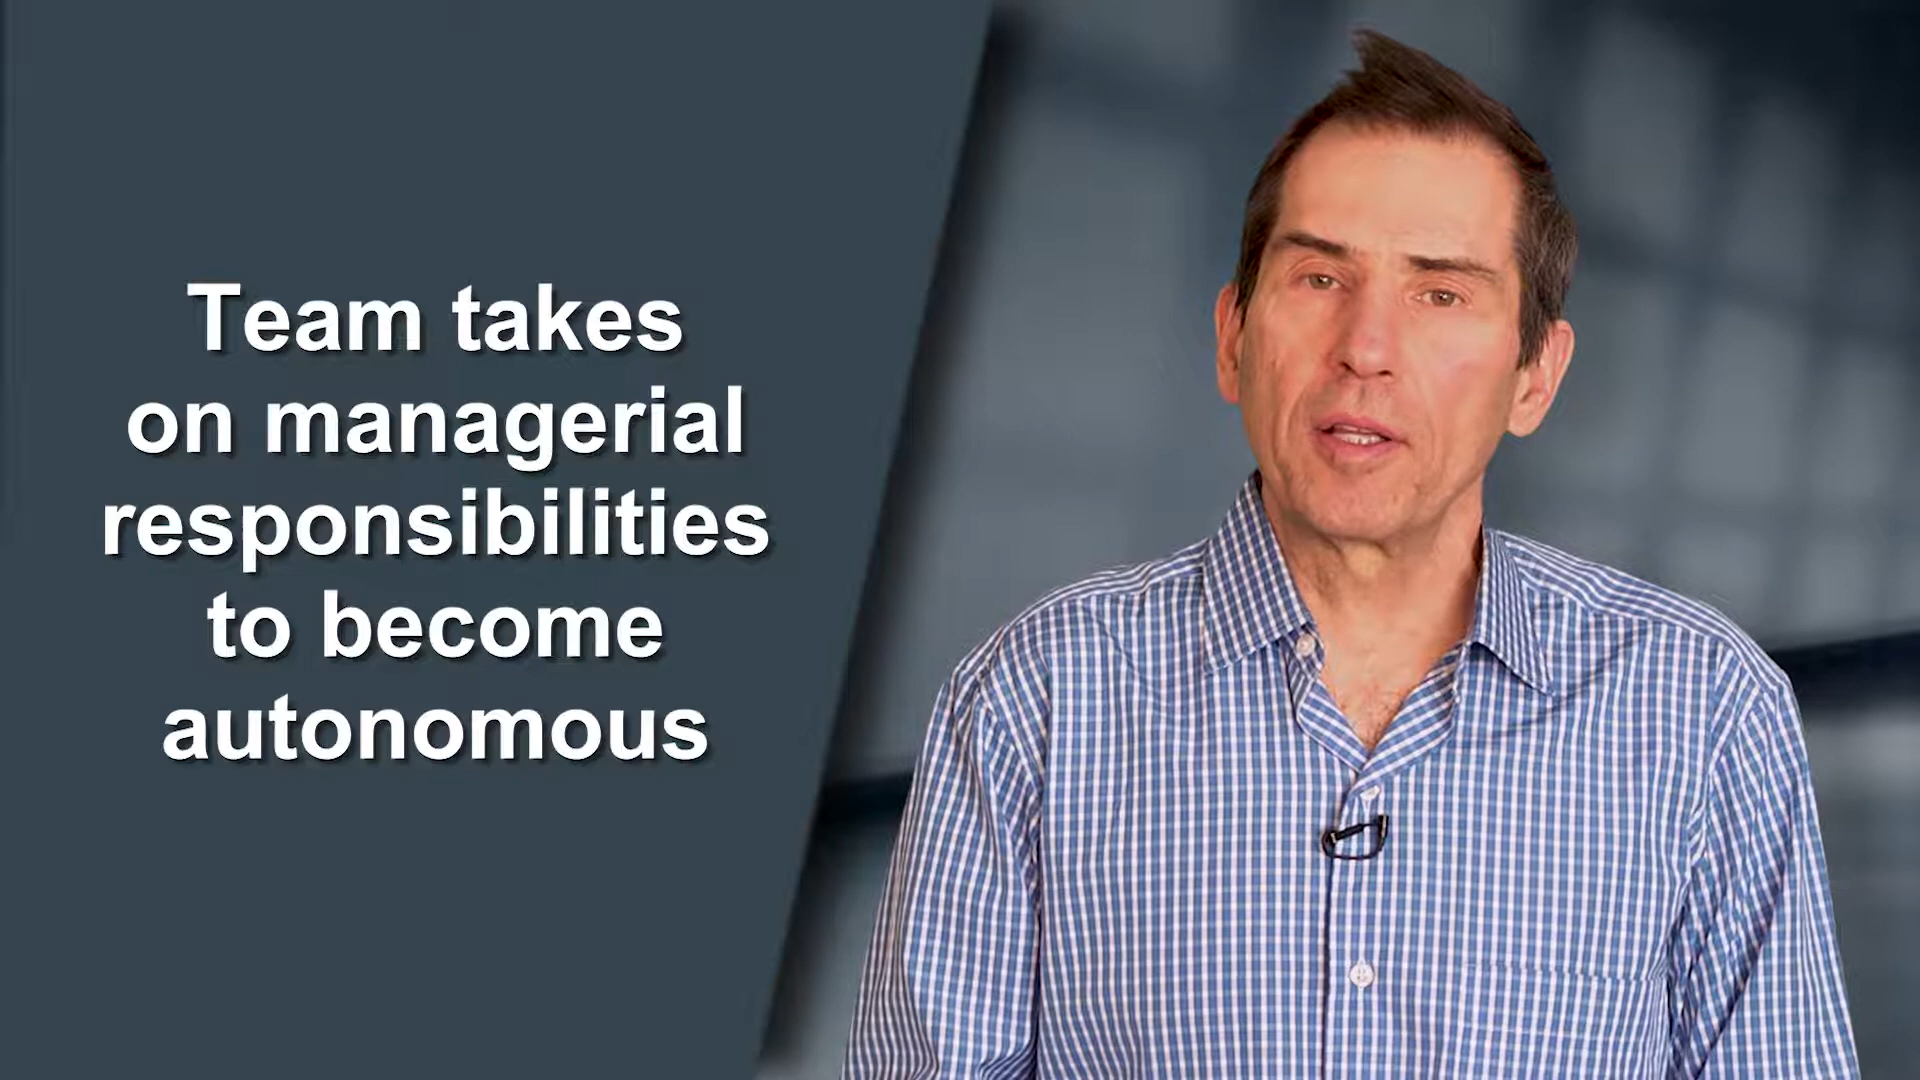 Team takes
on managerial
responsibilities
to become
autonomous